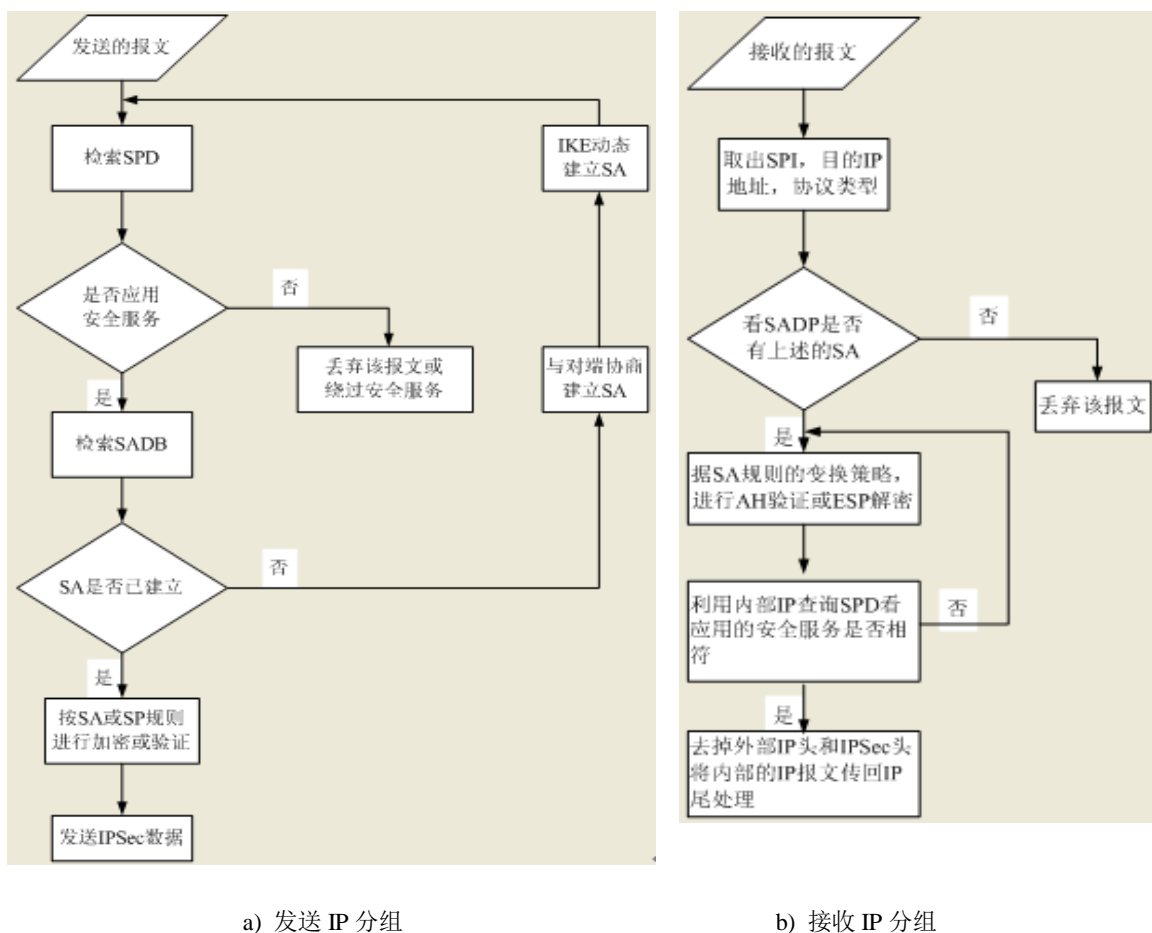 发送的报文
检索SPD
是否应用
安全服务
否
丢弃该报文或
绕过安全服务
是
检索SADB
SA是否已建立
否
与对端协商
建立SA
IKE动态
建立SA
是
按SA或SP规则
进行加密或验证
发送IPSec数据
a) 发送 IP 分组
接收的报文
取出SPI，目的IP
地址，协议类型
看SADP是否
有上述的SA
否
丢弃该报文
是
据SA规则的变换策略，
进行AH验证或ESP解密
利用内部IP查询SPD看
应用的安全服务是否相
符
否
是
去掉外部IP头和IPSec头
将内部的IP报文传回IP
尾处理
b) 接收 IP 分组